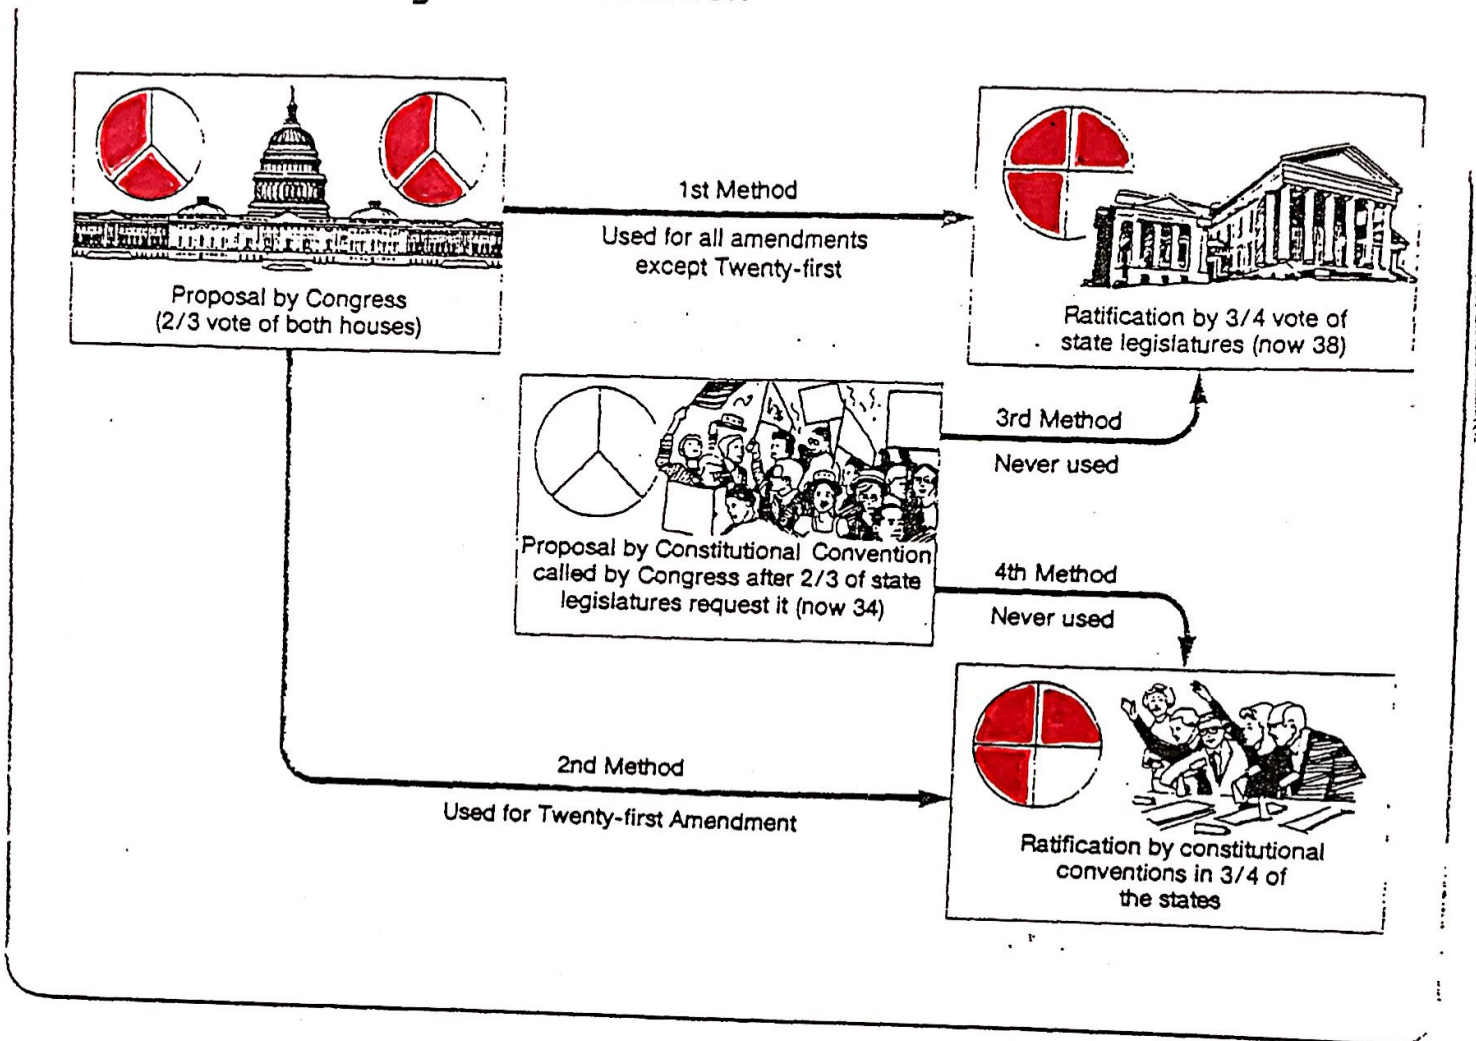 Proposal by Congress
(2/3 vote of both houses)
1st Method
Used for all amendments
except Twenty-first
Ratification by 3/4 vote of
state legislatures (now 38)
3rd Method
Never used
Proposal by Constitutional Convention
called by Congress after 2/3 of state
legislatures request it (now 34)
4th Method
Never used
2nd Method
Used for Twenty-first Amendment
Ratification by constitutional
conventions in 3/4 of
the states